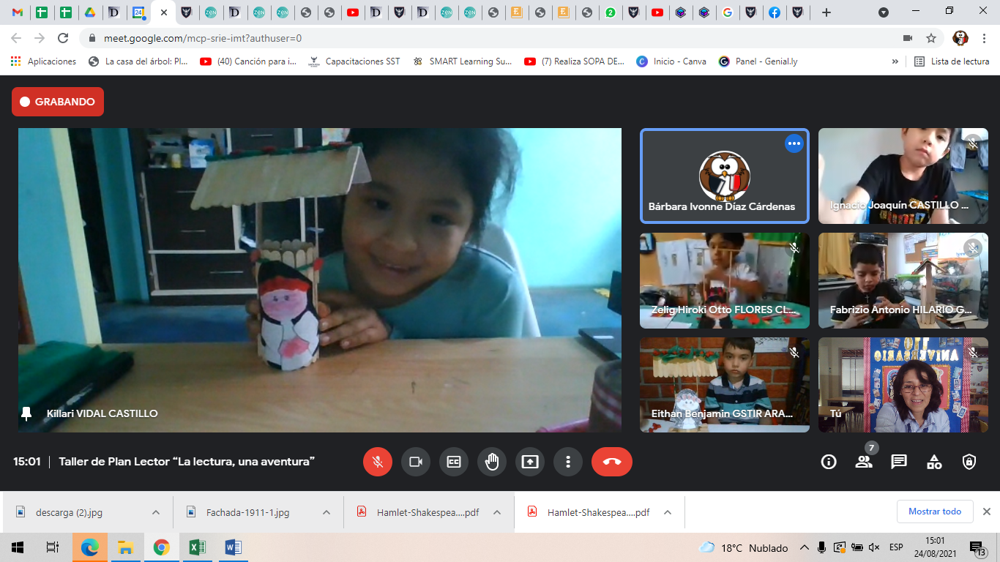 24
meet.google.com/mcp-srie-imt?authuser=0
Aplicaciones
La casa del árbol: Pl...
(40) Canción para i...
Capacitaciones SST
SMART Learning Su...
(7) Realiza SOPA DE...
Inicio - Canva
Panel - Genial.ly
»
Lista de lectura
GRABANDO
Killari VIDAL CASTILLO
Bárbara Ivonne Díaz Cárdenas
Ignacio Joaquín CASTILLO ...
Zelig Hiroki Otto FLORES CL...
Fabrizio Antonio HILARIO G...
Eithan Benjamin GSTIR ARA...
Tú
15:01 | Taller de Plan Lector “La lectura, una aventura”
7
descarga (2).jpg
Fachada-1911-1.jpg
Hamlet-Shakespea....pdf
Hamlet-Shakespea....pdf
Mostrar todo
18°C Nublado
ESP
15:01
24/08/2021
13